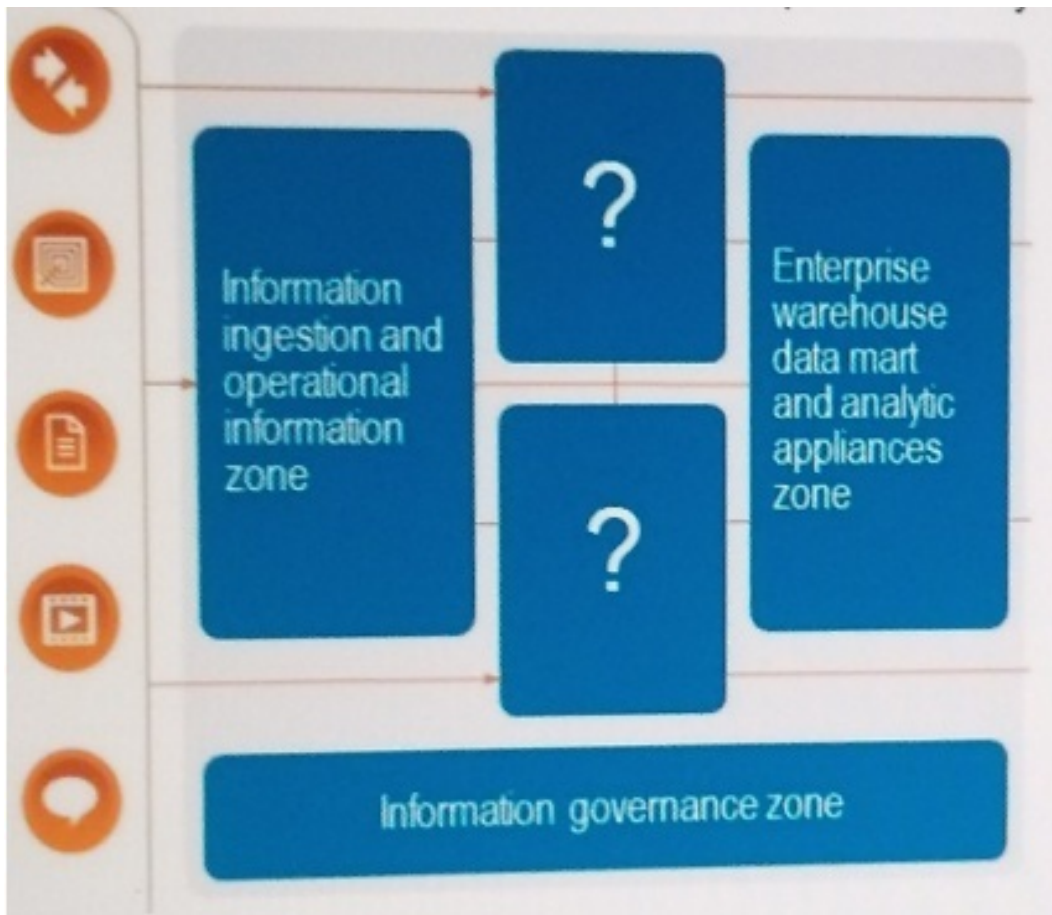 ?
Information
ingestion and
operational
information
zone
Enterprise
warehouse
data mart
and analytic
appliances
zone
?
Information governance zone